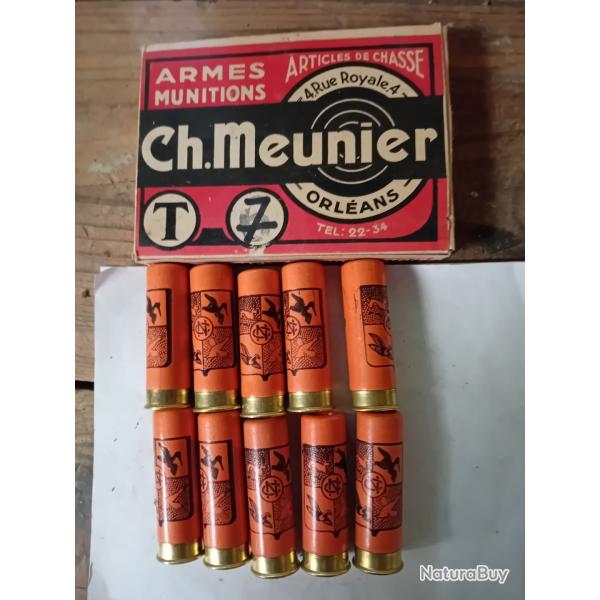 ARMES
MUNITIONS
ARTICLES DE CHASSE
4, Rue Royale, 4
Ch. Meunier
ORLÉANS
TEL: 22-34
T
7
NaturaBuy